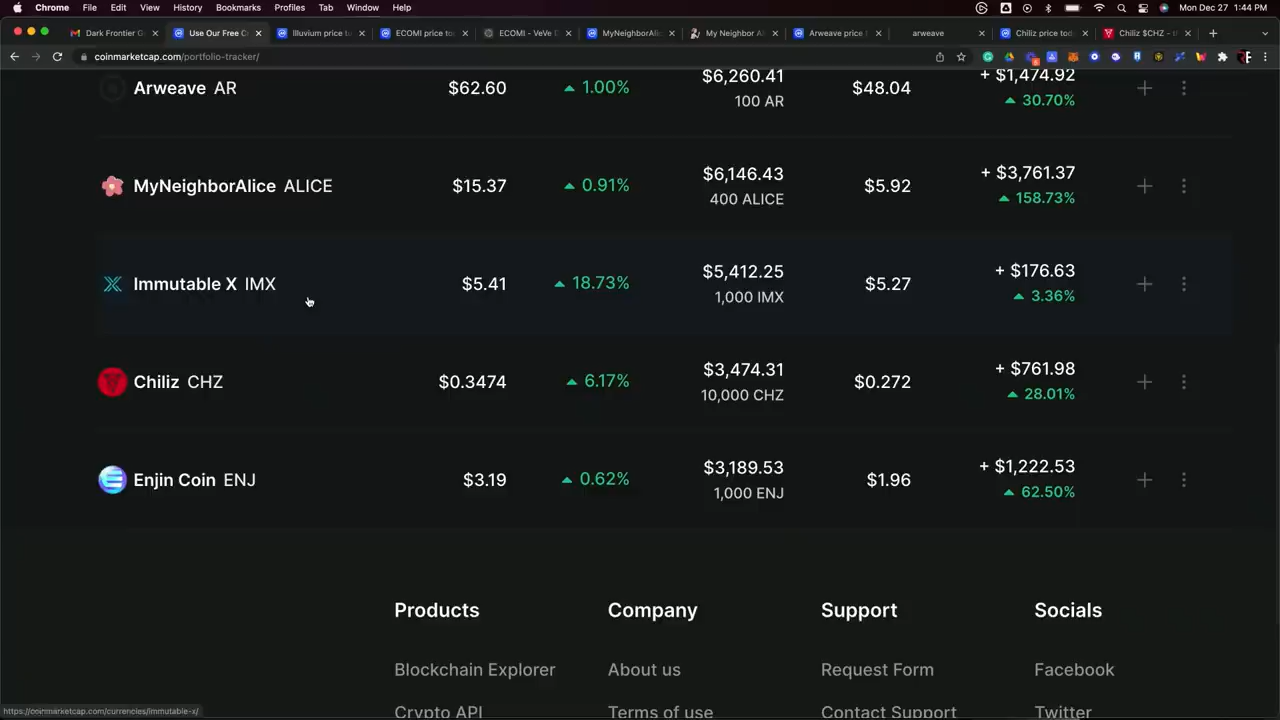 Chrome File Edit View History Bookmarks Profiles Tab Window Help Mon Dec 27 1:44 PM
Dark Frontier G Use Our Free C Illuvium price t ECOMI price to ECOMI - VeVe D MyNeighborAli My Neighbor A Arweave price arweave Chiliz price tod Chiliz $CHZ - th
coinmarketcap.com/portfolio-tracker/
Arweave AR $62.60 1.00% $6,260.41 $48.04 + $1,474.92
100 AR 30.70%
MyNeighborAlice ALICE $15.37 0.91% $6,146.43 $5.92 + $3,761.37
400 ALICE 158.73%
Immutable X IMX $5.41 18.73% $5,412.25 $5.27 + $176.63
1,000 IMX 3.36%
Chiliz CHZ $0.3474 6.17% $3,474.31 $0.272 + $761.98
10,000 CHZ 28.01%
Enjin Coin ENJ $3.19 0.62% $3,189.53 $1.96 + $1,222.53
1,000 ENJ 62.50%
Products Company Support Socials
Blockchain Explorer About us Request Form Facebook
Crypto API Terms of use Contact Support Twitter
https://coinmarketcap.com/currencies/immutable-x/